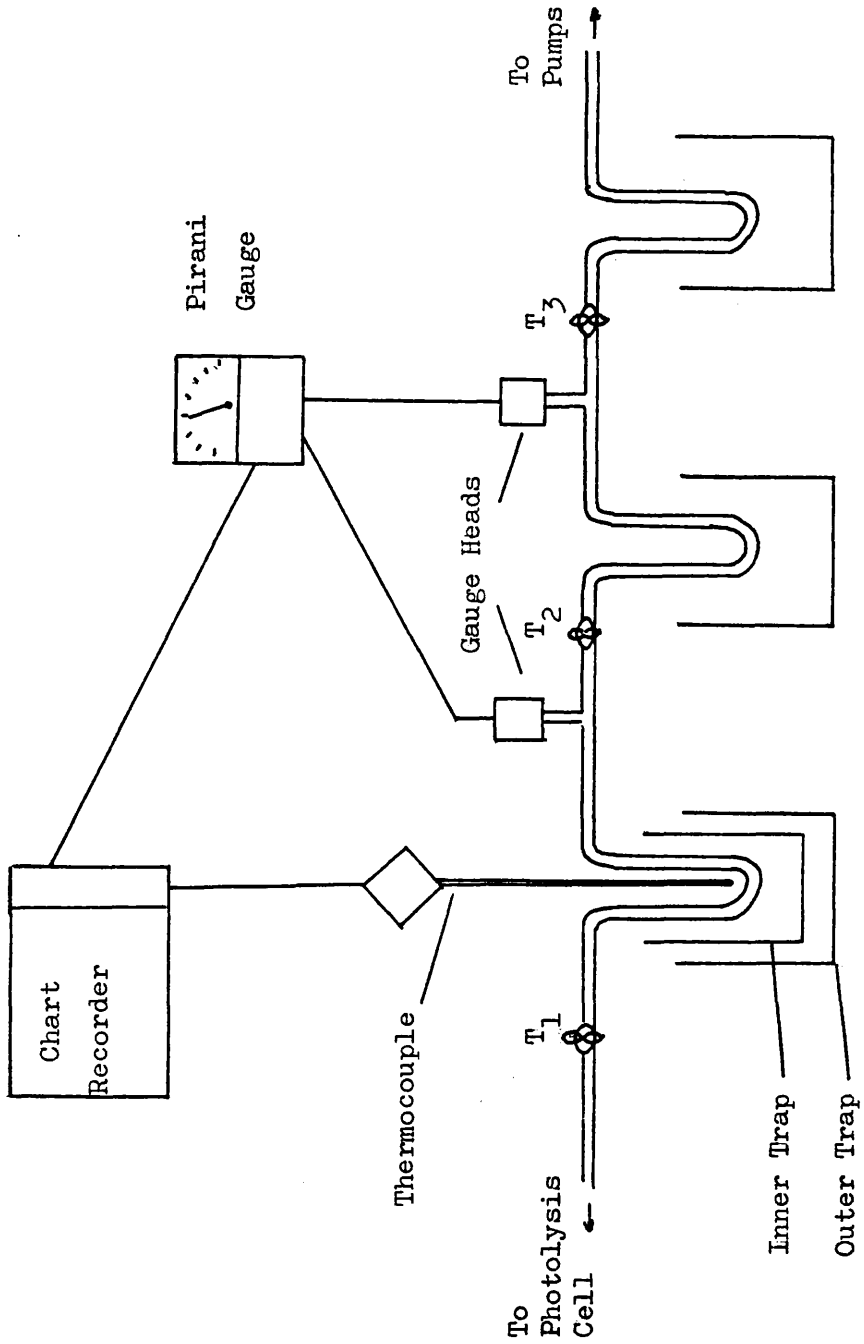 Chart
Recorder
Pirani
Gauge
Thermocouple
Gauge Heads
T1
T2
T3
To
Photolysis
Cell
To
Pumps
Inner Trap
Outer Trap